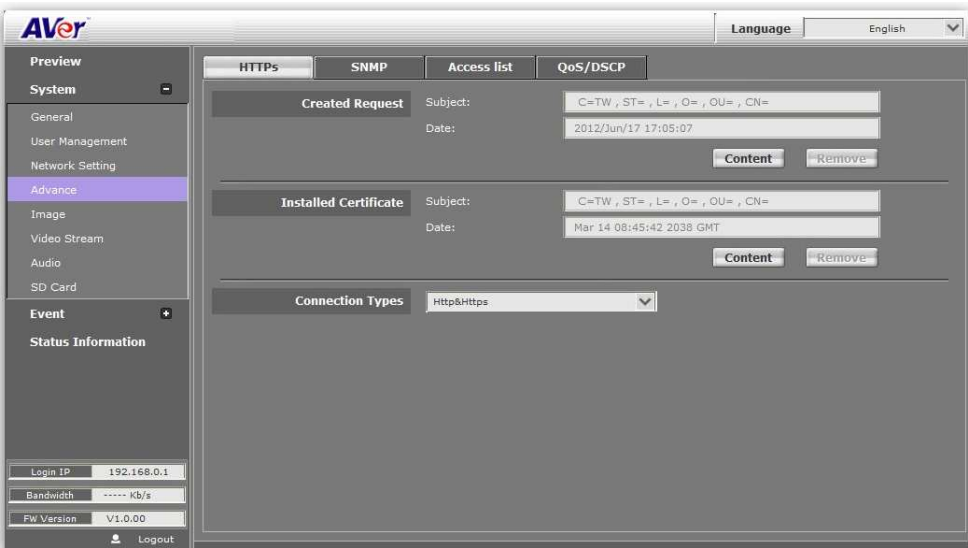 AVer
Language English
Preview
System
General
User Management
Network Setting
Advance
Image
Video Stream
Audio
SD Card
Event
Status Information
Login IP 192.168.0.1
Bandwidth ----- Kb/s
FW Version V1.0.00
Logout
HTTPs SNMP Access list QoS/DSCP
Created Request Subject: C=TW , ST= , L= , O= , OU= , CN=
Date: 2012/Jun/17 17:05:07
Content Remove
Installed Certificate Subject: C=TW , ST= , L= , O= , OU= , CN=
Date: Mar 14 08:45:42 2038 GMT
Content Remove
Connection Types Http&Https